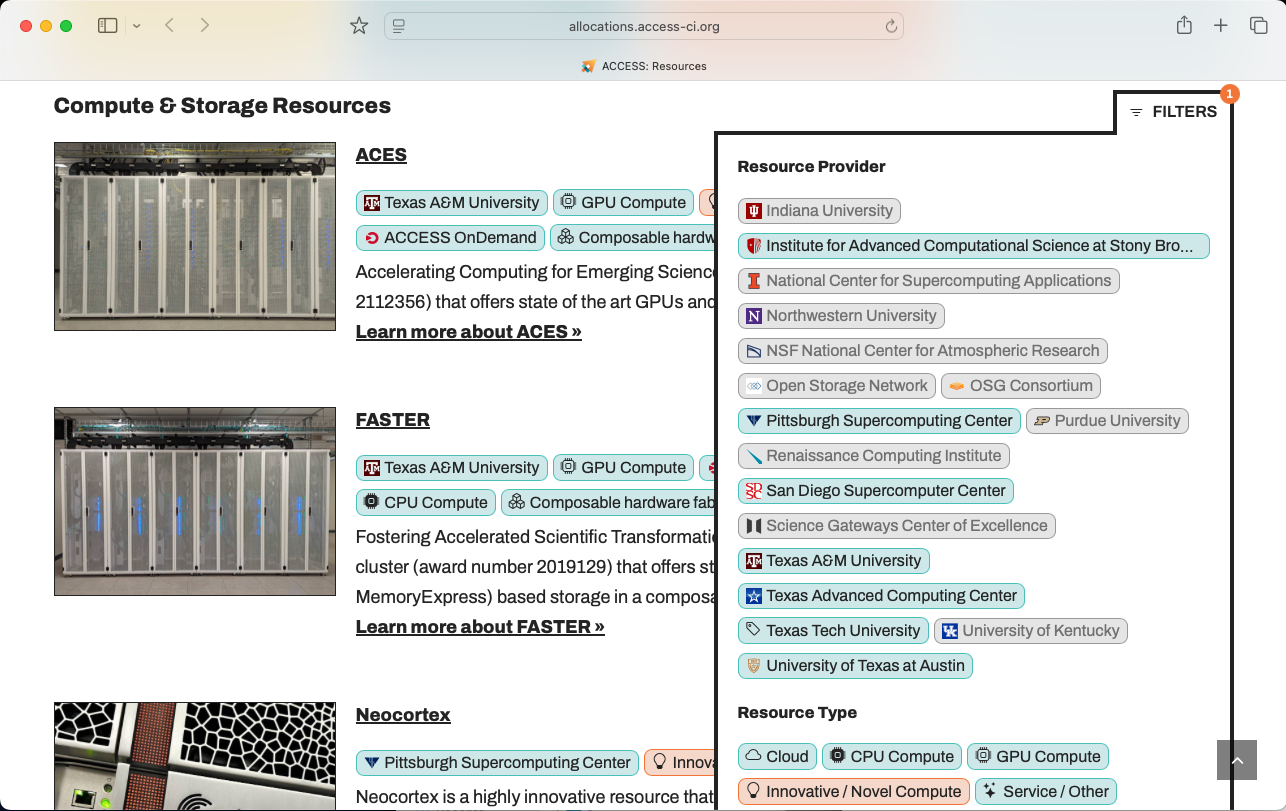 allocations.access-ci.org
ACCESS: Resources
Compute & Storage Resources
1
FILTERS
ACES
Texas A&M University GPU Compute
ACCESS OnDemand Composable hardw
Accelerating Computing for Emerging Science
2112356) that offers state of the art GPUs and
Learn more about ACES »
FASTER
Texas A&M University GPU Compute
CPU Compute Composable hardware fab
Fostering Accelerated Scientific Transformatio
cluster (award number 2019129) that offers st
MemoryExpress) based storage in a composa
Learn more about FASTER »
Neocortex
Pittsburgh Supercomputing Center Innova
Neocortex is a highly innovative resource that
Resource Provider
Indiana University
Institute for Advanced Computational Science at Stony Bro...
National Center for Supercomputing Applications
Northwestern University
NSF National Center for Atmospheric Research
Open Storage Network OSG Consortium
Pittsburgh Supercomputing Center Purdue University
Renaissance Computing Institute
San Diego Supercomputer Center
Science Gateways Center of Excellence
Texas A&M University
Texas Advanced Computing Center
Texas Tech University University of Kentucky
University of Texas at Austin
Resource Type
Cloud CPU Compute GPU Compute
Innovative / Novel Compute Service / Other